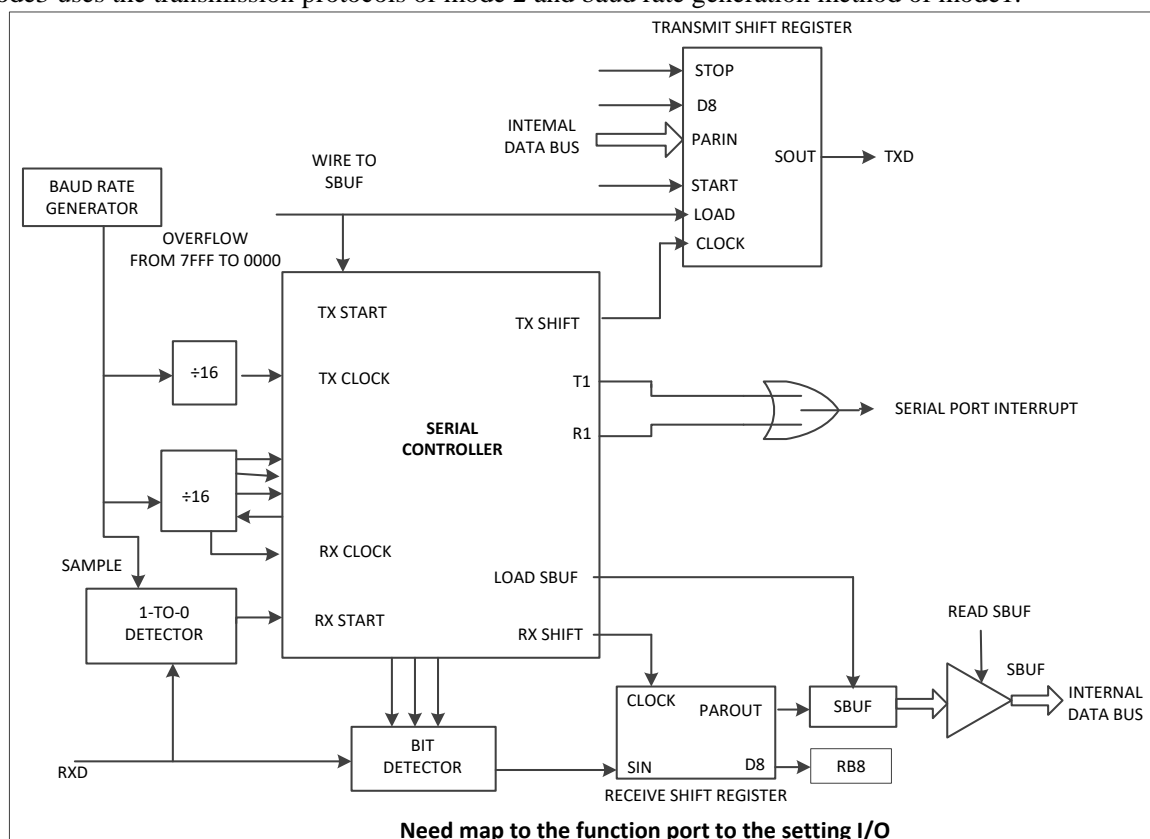 ode3 uses the transmission protocols of mode 2 and baud rate generation method of mode1.
TRANSMIT SHIFT REGISTER
STOP
D8
INTEMAL
DATA BUS
PARIN
SOUT
TXD
WIRE TO
SBUF
BAUD RATE
GENERATOR
START
LOAD
OVERFLOW
FROM 7FFF TO 0000
CLOCK
TX START
TX SHIFT
÷16
TX CLOCK
T1
SERIAL PORT INTERRUPT
SERIAL
CONTROLLER
R1
÷16
RX CLOCK
SAMPLE
LOAD SBUF
1-TO-0
DETECTOR
RX START
RX SHIFT
READ SBUF
SBUF
CLOCK
PAROUT
SBUF
INTERNAL
DATA BUS
BIT
DETECTOR
RXD
SIN
D8
RB8
RECEIVE SHIFT REGISTER
Need map to the function port to the setting I/O